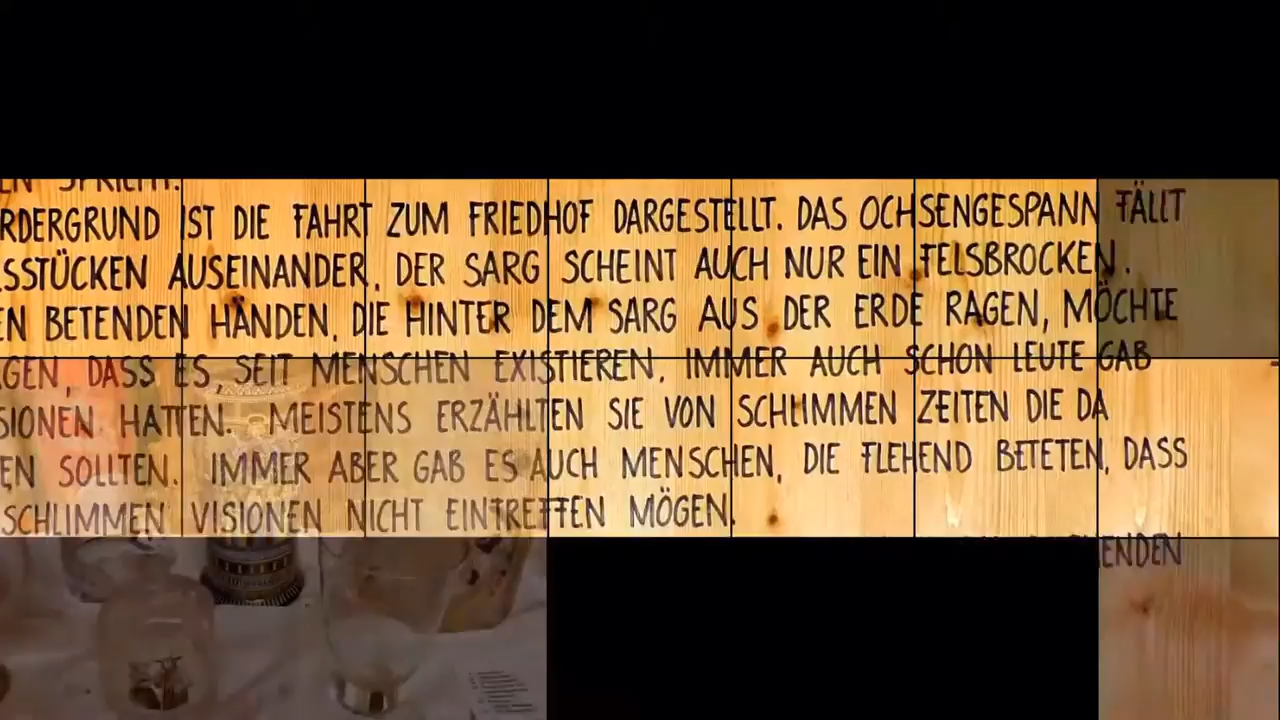 EN SPRICHT.
RDERGRUND IST DIE FAHRT ZUM FRIEDHOF DARGESTELLT. DAS OCHSENGESPANN FÄLLT
SSTÜCKEN AUSEINANDER. DER SARG SCHEINT AUCH NUR EIN FELSBROCKEN.
EN BETENDEN HÄNDEN, DIE HINTER DEM SARG AUS DER ERDE RAGEN, MÖCHTE
AGEN, DASS ES, SEIT MENSCHEN EXISTIEREN, IMMER AUCH SCHON LEUTE GAB
SIONEN HATTEN. MEISTENS ERZÄHLTEN SIE VON SCHLIMMEN ZEITEN DIE DA
EN SOLLTEN. IMMER ABER GAB ES AUCH MENSCHEN, DIE FLEHEND BETETEN, DASS
SCHLIMMEN VISIONEN NICHT EINTREFFEN MÖGEN.
ENDEN